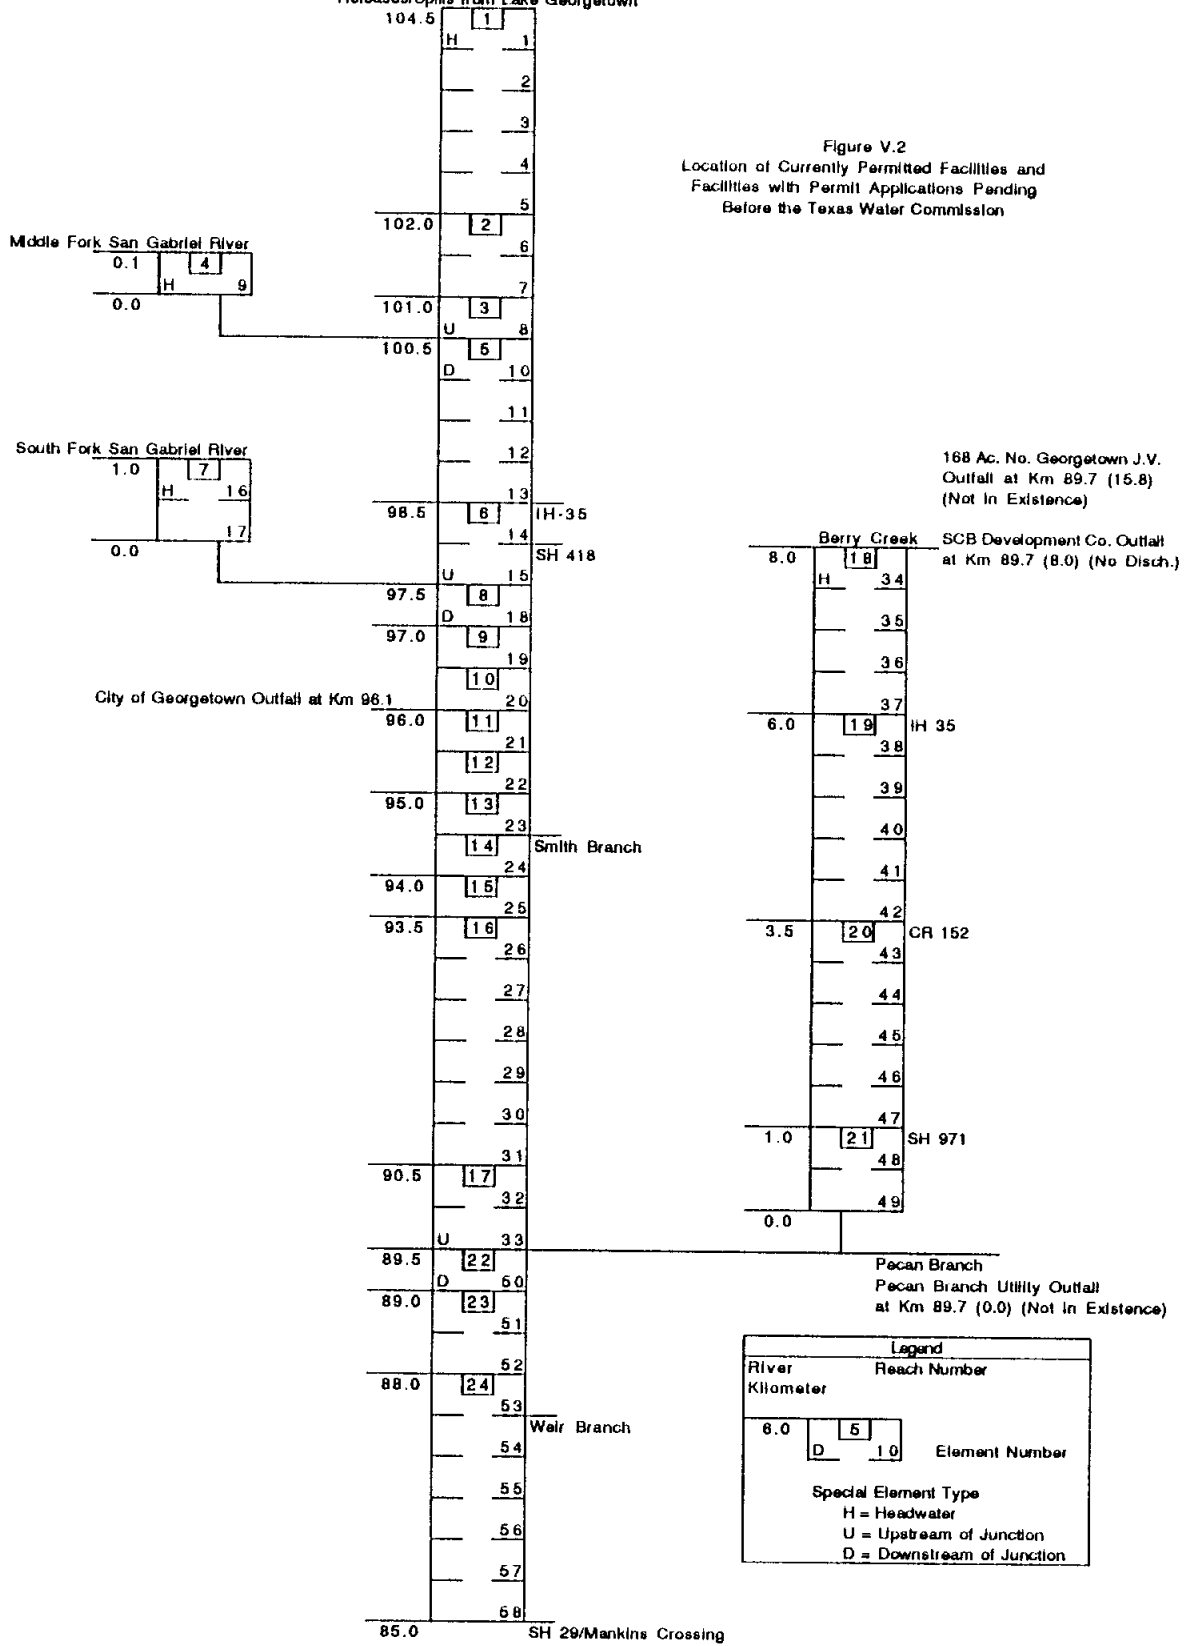 Releases/Spills from Lake Georgetown
104.5 1
H 1
2
3
4
5
Figure V.2
Location of Currently Permitted Facilities and
Facilities with Permit Applications Pending
Before the Texas Water Commission
102.0 2
6
7
Middle Fork San Gabriel River
0.1 4
H 9
0.0
101.0 3
U 8
100.5 5
D 10
11
12
13
South Fork San Gabriel River
1.0 7
H 16
17
0.0
98.5 6 IH-35
14
SH 418
U 15
97.5 8
D 18
97.0 9
19
10
City of Georgetown Outfall at Km 96.1
20
96.0 11
21
12
22
95.0 13
23
14 Smith Branch
24
94.0 15
25
93.5 16
26
27
28
29
30
31
90.5 17
32
U 33
89.5 22
D 50
89.0 23
51
52
88.0 24
53
Weir Branch
54
55
56
57
58
85.0 SH 29/Mankins Crossing
168 Ac. No. Georgetown J.V.
Outfall at Km 89.7 (15.8)
(Not In Existence)
Berry Creek
SCB Development Co. Outfall
at Km 89.7 (8.0) (No Disch.)
8.0 18
H 34
35
36
37
6.0 19 IH 35
38
39
40
41
42
3.5 20 CR 152
43
44
45
46
47
1.0 21 SH 971
48
49
0.0
Pecan Branch
Pecan Branch Utility Outfall
at Km 89.7 (0.0) (Not in Existence)
Legend
River Reach Number
Kilometer
6.0 5
D 10 Element Number
Special Element Type
H = Headwater
U = Upstream of Junction
D = Downstream of Junction